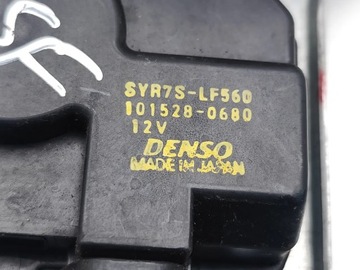 SYR7S-LF560
101528-0680
12V
DENSO
MADE IN JAPAN